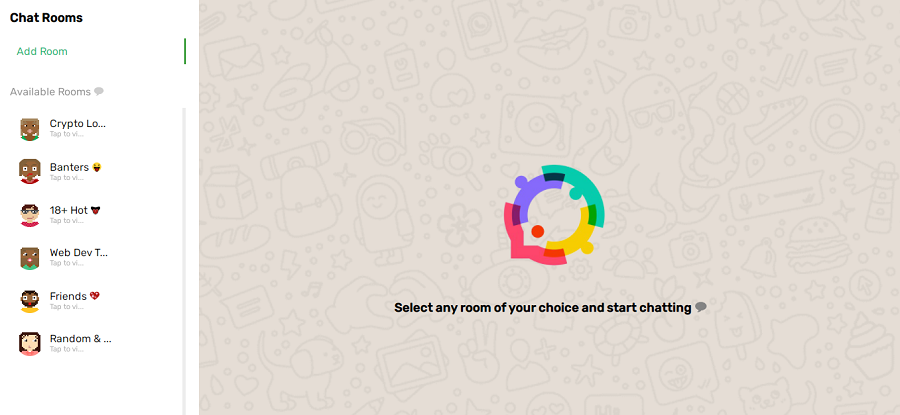 Chat Rooms
Add Room
Available Rooms 💬
Crypto Lo...
Tap to vi...
Banters 😛
Tap to vi...
18+ Hot 👅
Tap to vi...
Web Dev T...
Tap to vi...
Friends 💖
Tap to vi...
Random & ...
Tap to vi...
Select any room of your choice and start chatting 💬